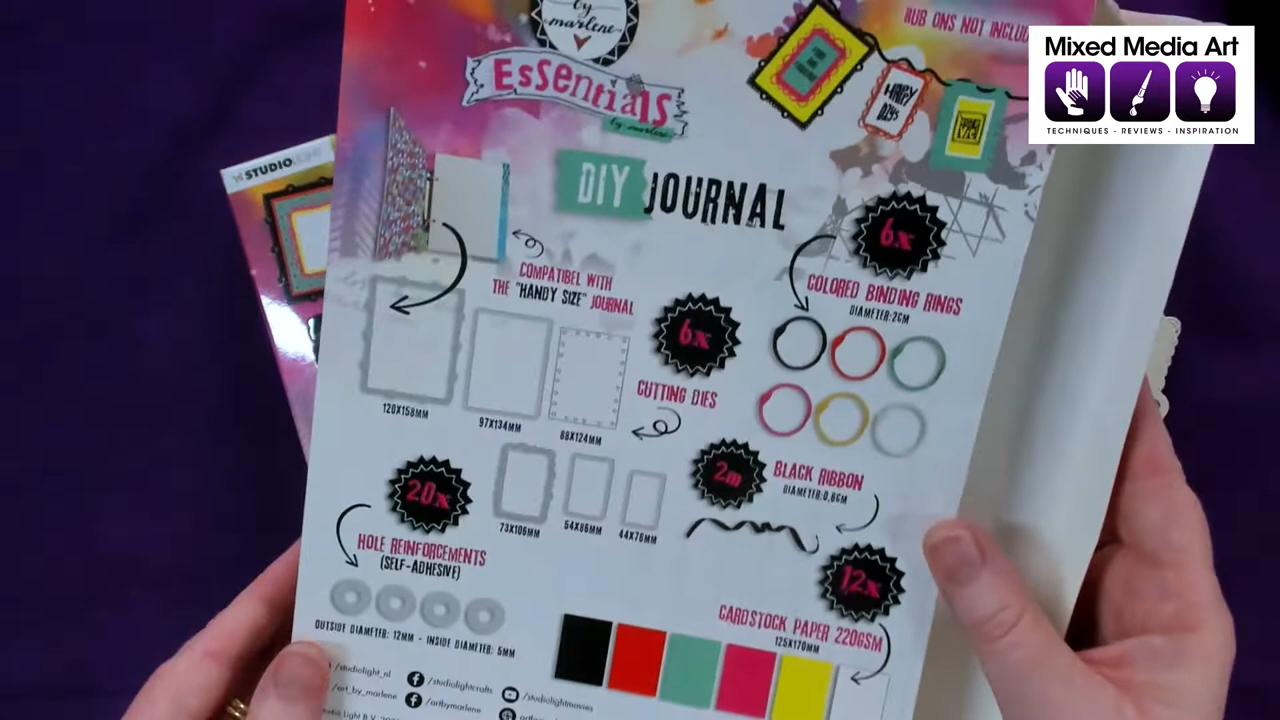 by
marlene
RUB ONS NOT
Mixed Media Art
TECHNIQUES - REVIEWS - INSPIRATION
Essentials
by marlene
HAPPY
DAYS
STUDIO
DIY JOURNAL
6x
COLORED BINDING RINGS
DIAMETER:2CM
COMPATIBEL WITH
THE "HANDY SIZE" JOURNAL
6x
CUTTING DIES
120X158MM
97X134MM
88X124MM
2m
BLACK RIBBON
DIAMETER:0,6CM
20x
HOLE REINFORCEMENTS
(SELF-ADHESIVE)
73X106MM
54X86MM
44X76MM
12x
CARDSTOCK PAPER 220GSM
125X170MM
OUTSIDE DIAMETER: 12MM - INSIDE DIAMETER: 5MM
/studiolight_nl
/studiolightcrafts
/studiolightmovies
/art_by_marlene
/artbymarlene
Light B.V.